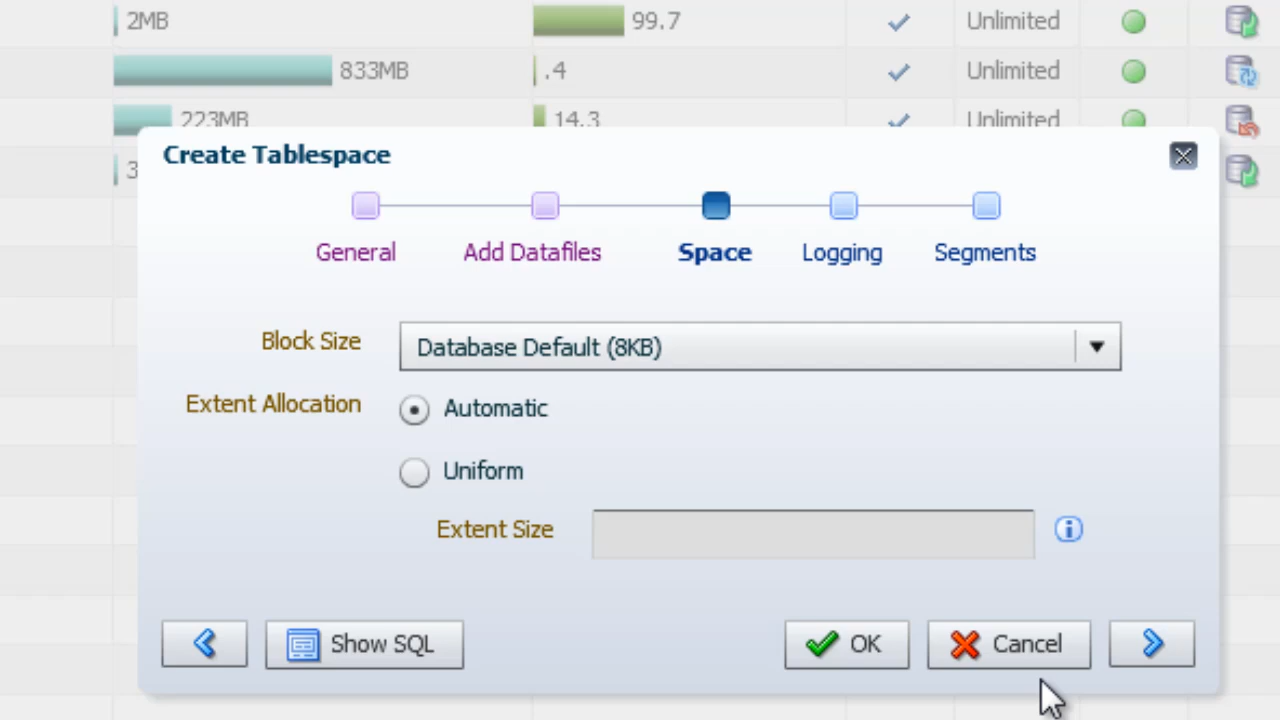 2MB 99.7 Unlimited
833MB .4 Unlimited
223MB 14.3 Unlimited
3
Create Tablespace
General Add Datafiles Space Logging Segments
Block Size Database Default (8KB)
Extent Allocation Automatic
Uniform
Extent Size
Show SQL OK Cancel